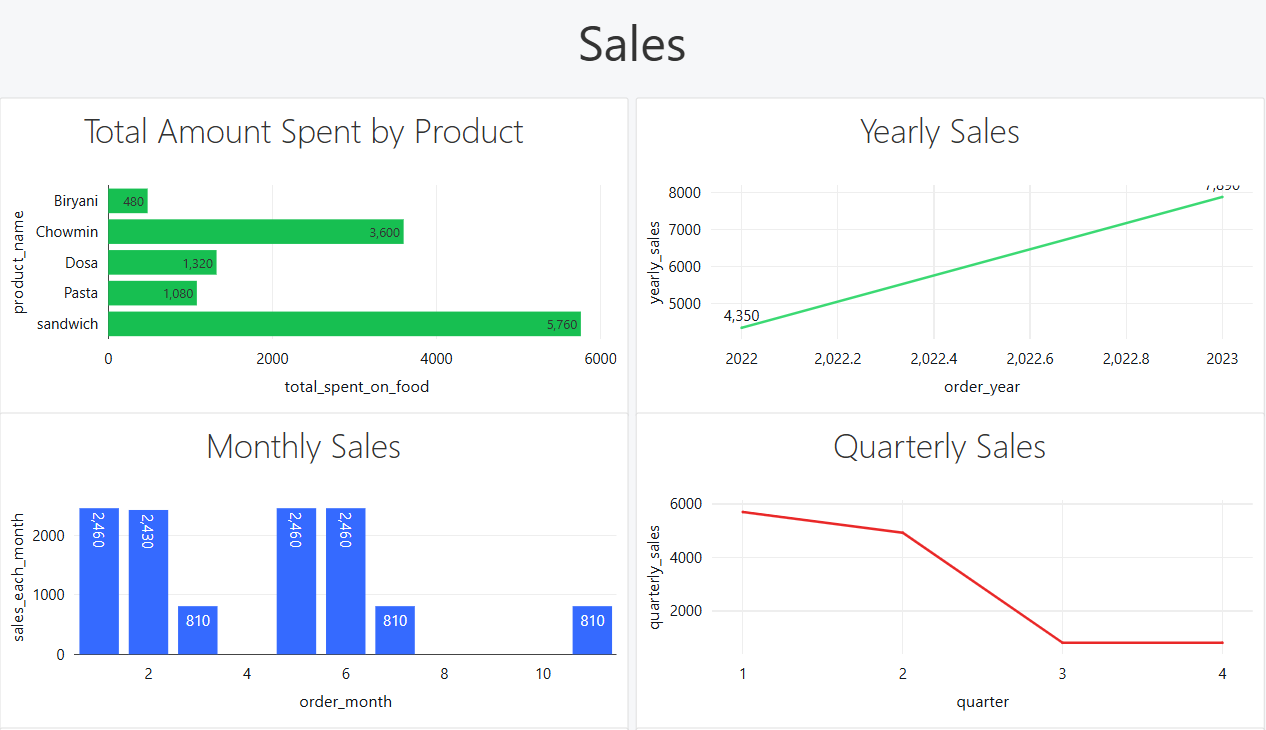 Sales
Total Amount Spent by Product
product_name
Biryani 480
Chowmin 3,600
Dosa 1,320
Pasta 1,080
sandwich 5,760
0 2000 4000 6000
total_spent_on_food
Yearly Sales
yearly_sales
8000
7000
6000
5000
7,890
4,350
2022 2,022.2 2,022.4 2,022.6 2,022.8 2023
order_year
Monthly Sales
sales_each_month
2000
1000
0
2,460 2,430 810 2,460 2,460 810 810
2 4 6 8 10
order_month
Quarterly Sales
quarterly_sales
6000
4000
2000
1 2 3 4
quarter